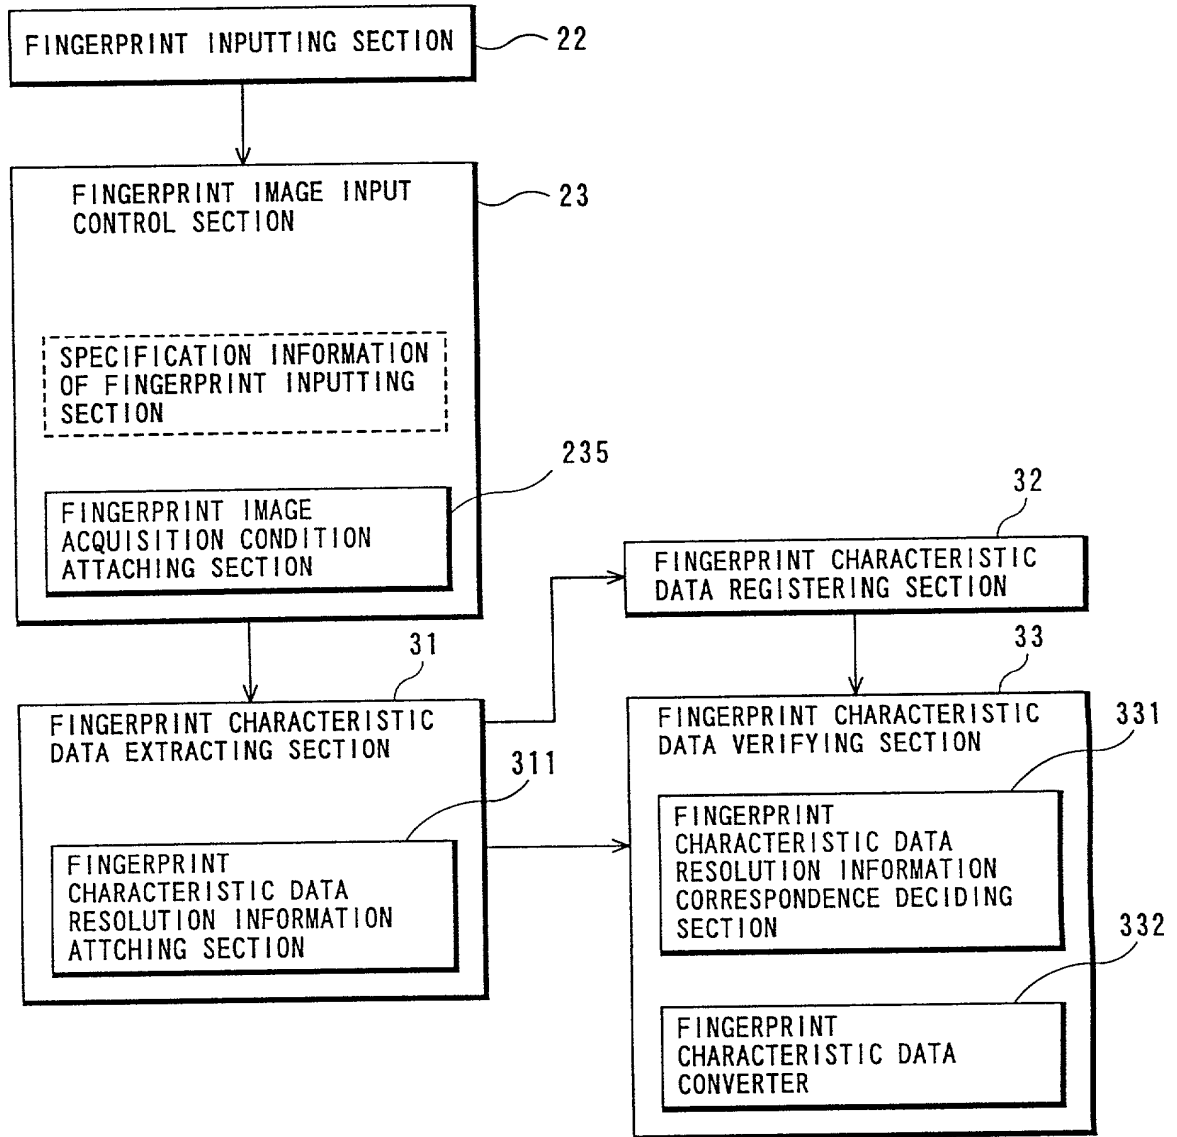 FINGERPRINT INPUTTING SECTION
22
FINGERPRINT IMAGE INPUT
CONTROL SECTION
23
SPECIFICATION INFORMATION
OF FINGERPRINT INPUTTING
SECTION
235
FINGERPRINT IMAGE
ACQUISITION CONDITION
ATTACHING SECTION
32
FINGERPRINT CHARACTERISTIC
DATA REGISTERING SECTION
31
FINGERPRINT CHARACTERISTIC
DATA EXTRACTING SECTION
311
FINGERPRINT
CHARACTERISTIC DATA
RESOLUTION INFORMATION
ATTCHING SECTION
33
FINGERPRINT CHARACTERISTIC
DATA VERIFYING SECTION
331
FINGERPRINT
CHARACTERISTIC DATA
RESOLUTION INFORMATION
CORRESPONDENCE DECIDING
SECTION
332
FINGERPRINT
CHARACTERISTIC DATA
CONVERTER